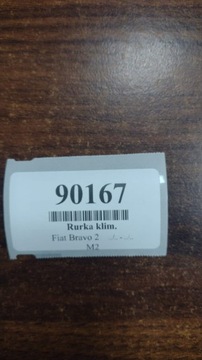 90167
Rurka klim.
Fiat Bravo 2
M2